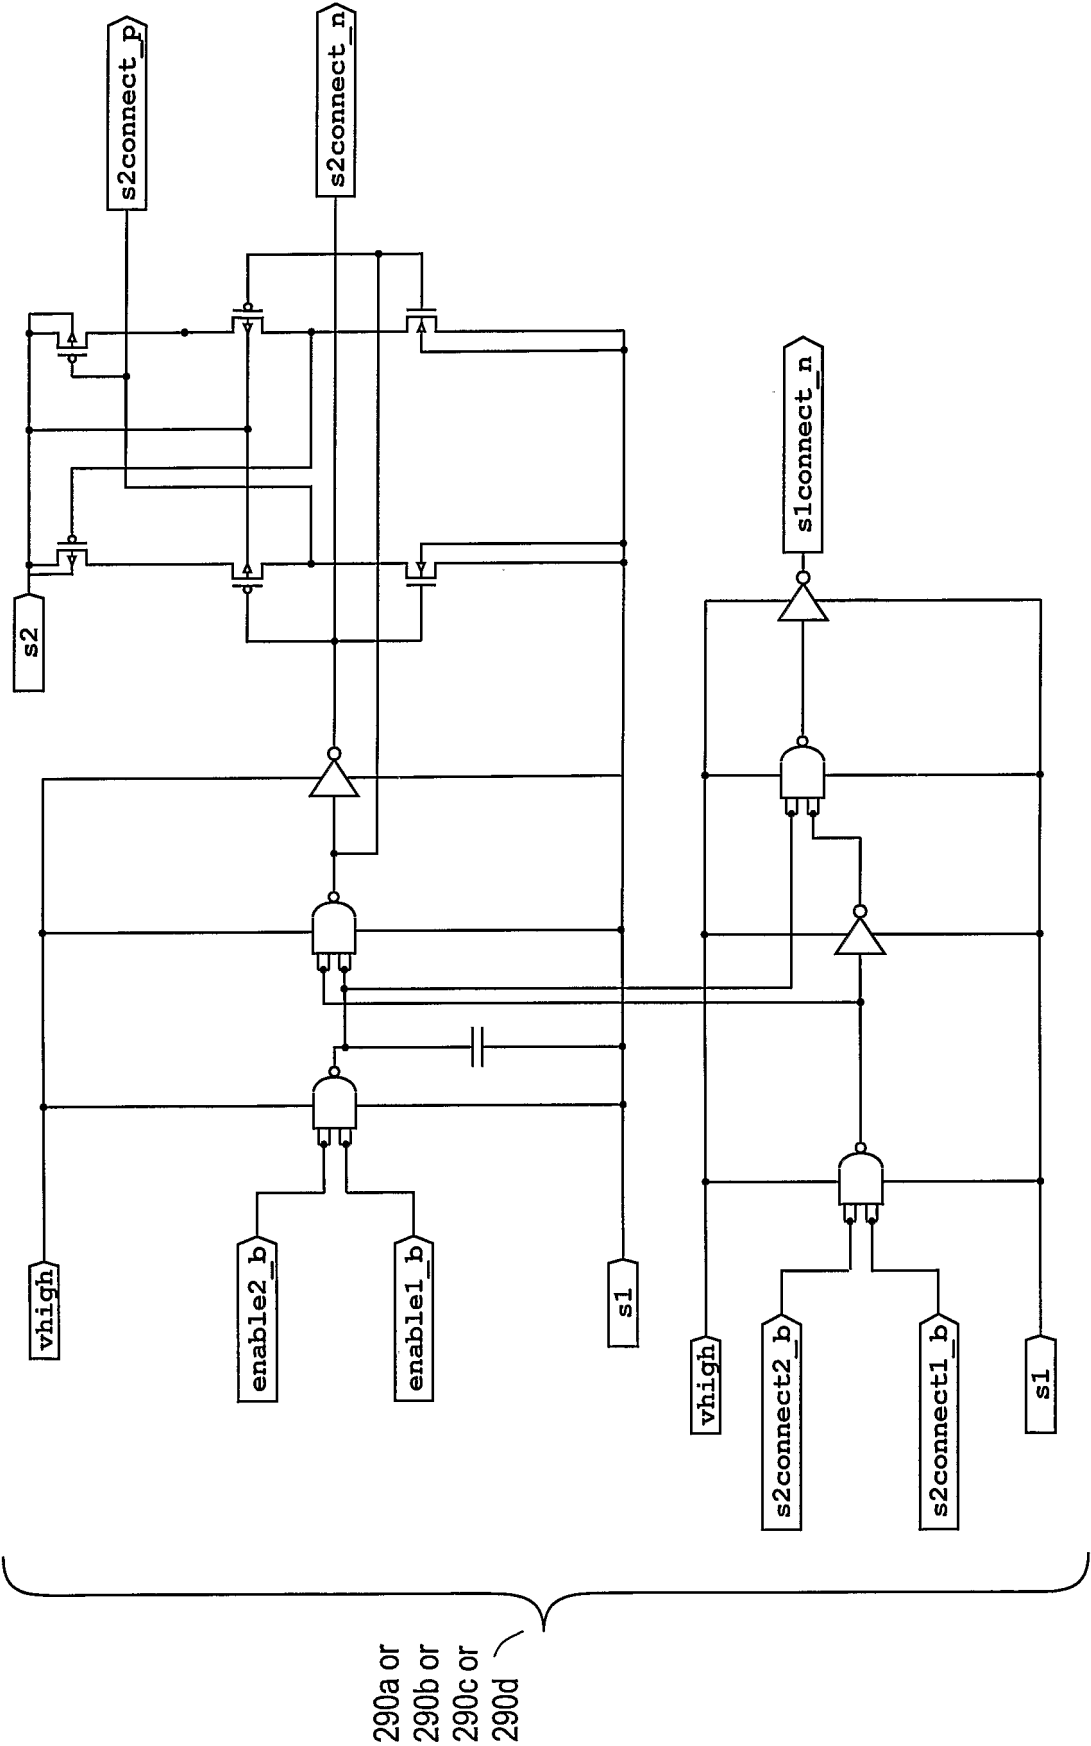 s2connect_p
s2connect_n
s2
s1connect_n
vhigh
enable2_b
enable1_b
s1
vhigh
s2connect2_b
s2connect1_b
s1
290a or
290b or
290c or
290d